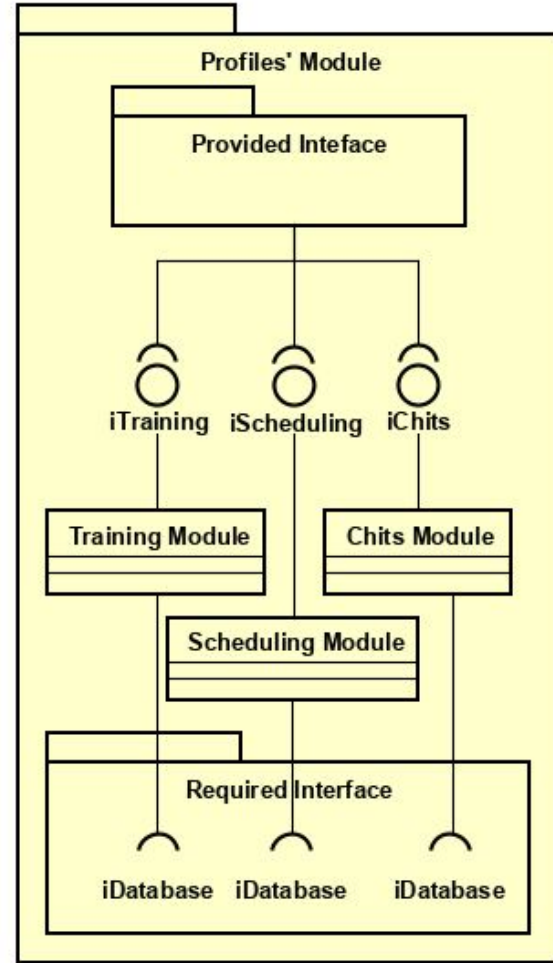 Profiles' Module
Provided Inteface
iTraining
iScheduling
iChits
Training Module
Chits Module
Scheduling Module
Required Interface
iDatabase
iDatabase
iDatabase